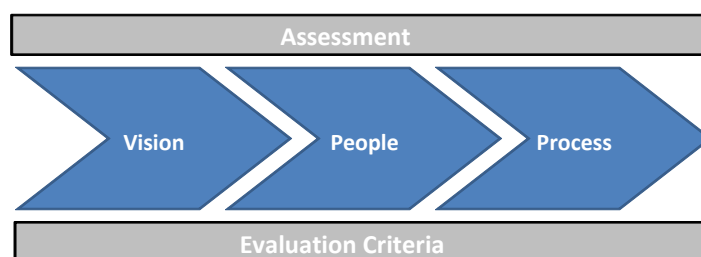 Assessment
Vision People Process
Evaluation Criteria